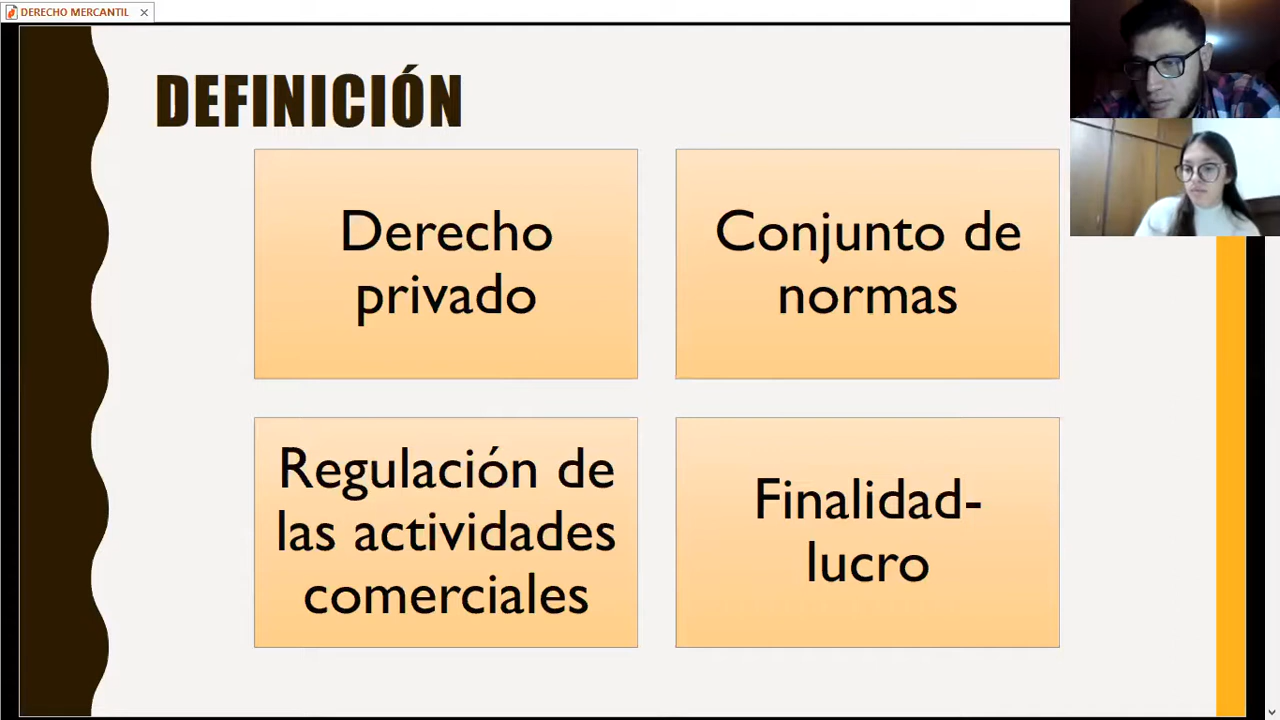 DERECHO MERCANTIL
DEFINICIÓN
Derecho
privado
Conjunto de
normas
Regulación de
las actividades
comerciales
Finalidad-
lucro